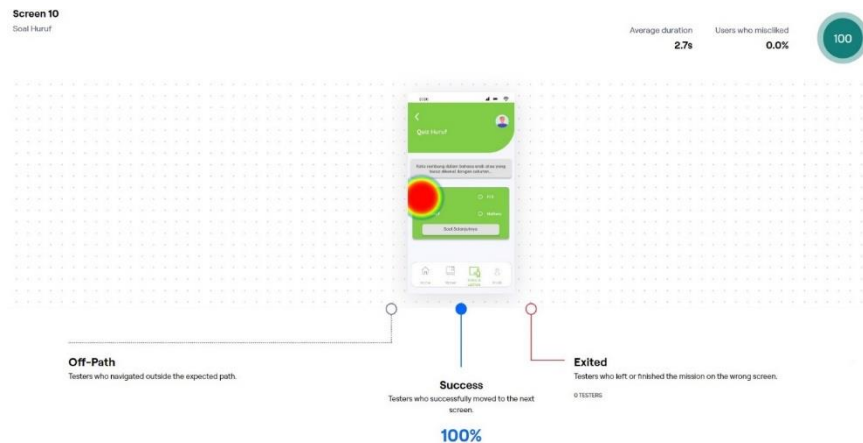 Screen 10
Soal Huruf
Average duration
2.7s
Users who miscliked
0.0%
100
Quiz Huruf
Soal Selanjutnya
Off-Path
Testers who navigated outside the expected path.
Success
Testers who successfully moved to the next
screen.
100%
Exited
Testers who left or finished the mission on the wrong screen.
0 TESTERS